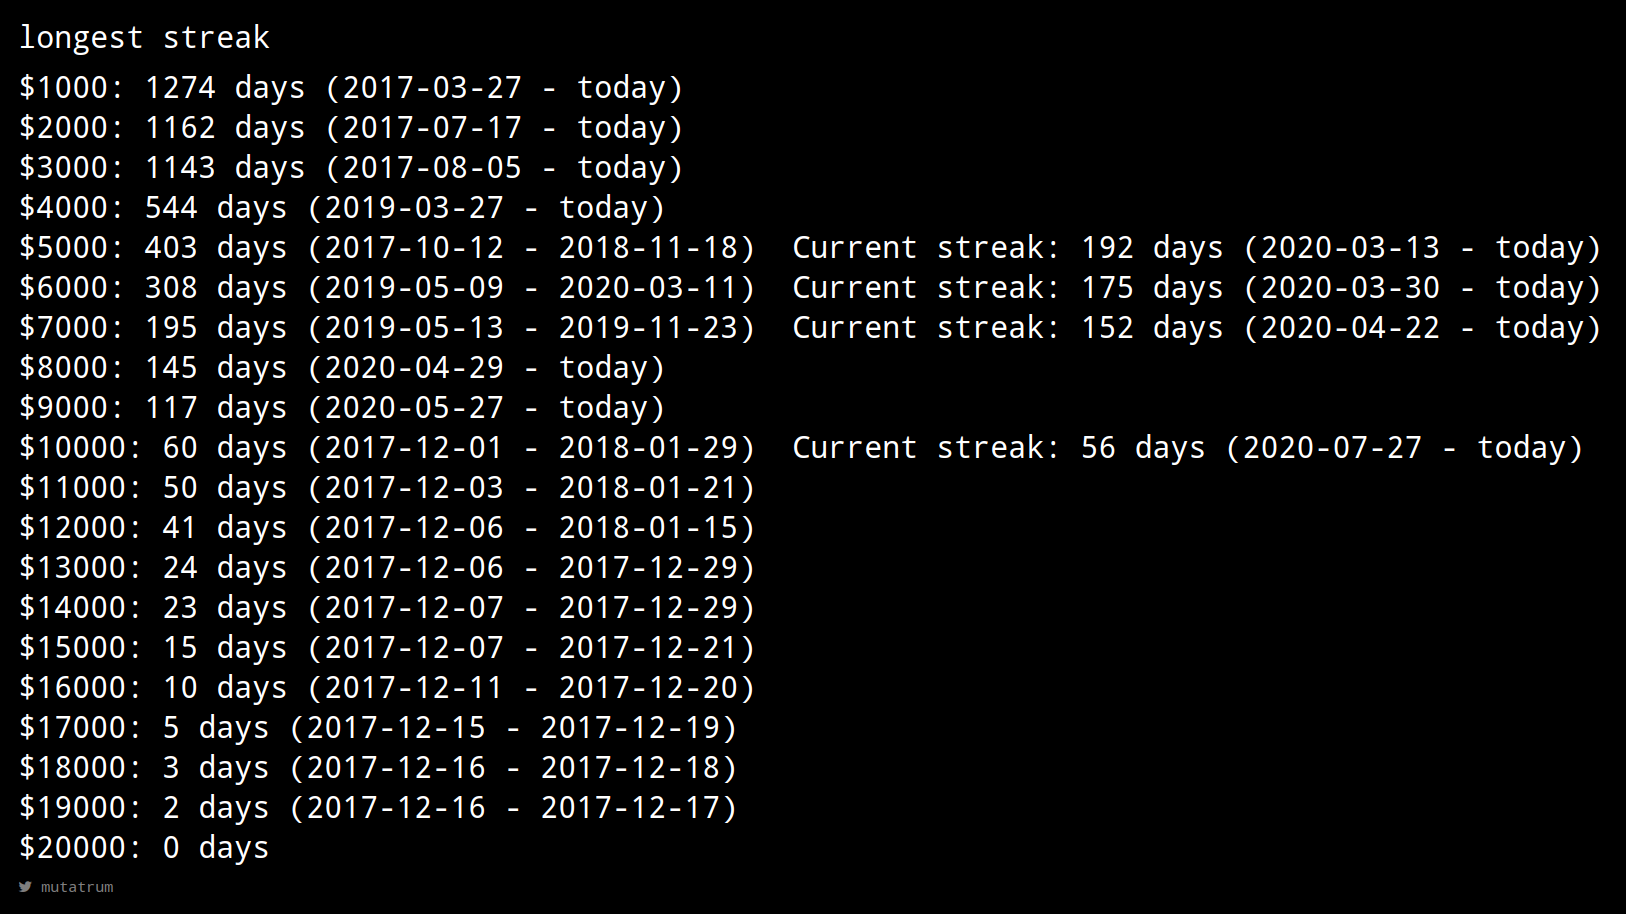 longest streak
$1000: 1274 days (2017-03-27 - today)
$2000: 1162 days (2017-07-17 - today)
$3000: 1143 days (2017-08-05 - today)
$4000: 544 days (2019-03-27 - today)
$5000: 403 days (2017-10-12 - 2018-11-18)  Current streak: 192 days (2020-03-13 - today)
$6000: 308 days (2019-05-09 - 2020-03-11)  Current streak: 175 days (2020-03-30 - today)
$7000: 195 days (2019-05-13 - 2019-11-23)  Current streak: 152 days (2020-04-22 - today)
$8000: 145 days (2020-04-29 - today)
$9000: 117 days (2020-05-27 - today)
$10000: 60 days (2017-12-01 - 2018-01-29)  Current streak: 56 days (2020-07-27 - today)
$11000: 50 days (2017-12-03 - 2018-01-21)
$12000: 41 days (2017-12-06 - 2018-01-15)
$13000: 24 days (2017-12-06 - 2017-12-29)
$14000: 23 days (2017-12-07 - 2017-12-29)
$15000: 15 days (2017-12-07 - 2017-12-21)
$16000: 10 days (2017-12-11 - 2017-12-20)
$17000: 5 days (2017-12-15 - 2017-12-19)
$18000: 3 days (2017-12-16 - 2017-12-18)
$19000: 2 days (2017-12-16 - 2017-12-17)
$20000: 0 days
mutatrum